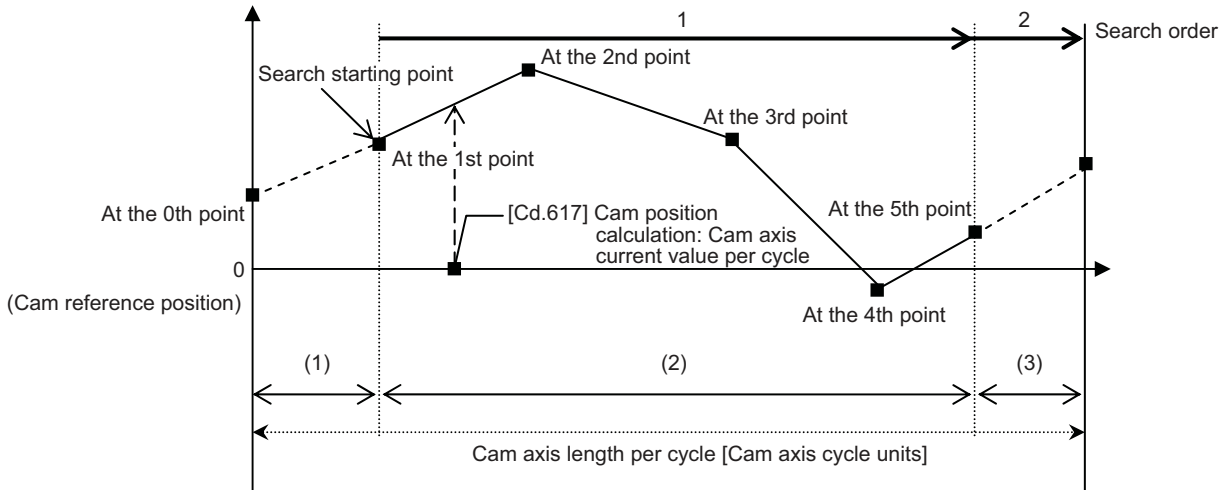 1
2
Search order
At the 2nd point
Search starting point
At the 3rd point
At the 1st point
At the 0th point
[Cd.617] Cam position
calculation: Cam axis
current value per cycle
At the 5th point
0
(Cam reference position)
At the 4th point
(1)
(2)
(3)
Cam axis length per cycle [Cam axis cycle units]